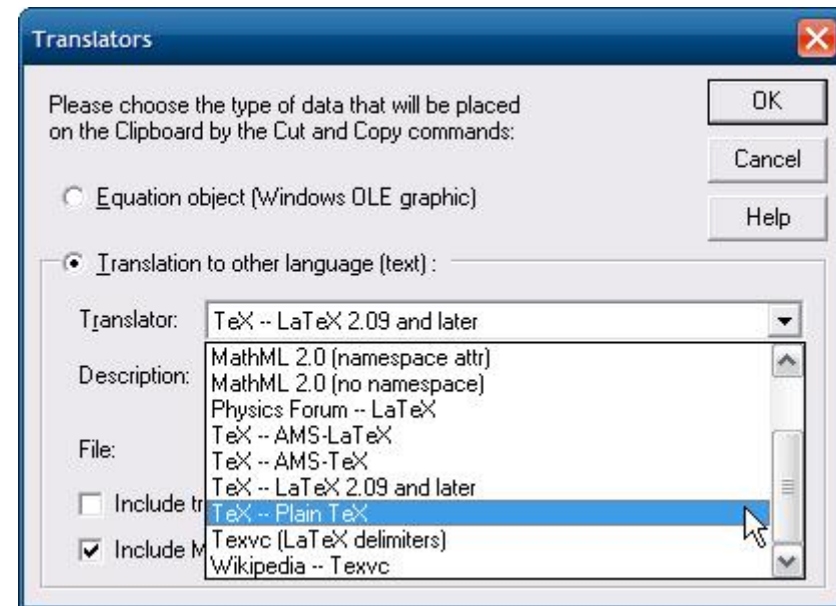 Translators
Please choose the type of data that will be placed
on the Clipboard by the Cut and Copy commands:
OK
Cancel
Help
Equation object (Windows OLE graphic)
Translation to other language (text) :
Translator:
TeX -- LaTeX 2.09 and later
Description:
MathML 2.0 (namespace attr)
MathML 2.0 (no namespace)
Physics Forum -- LaTeX
TeX -- AMS-LaTeX
File:
TeX -- AMS-TeX
TeX -- LaTeX 2.09 and later
Include tr
TeX -- Plain TeX
Texvc (LaTeX delimiters)
Include M
Wikipedia -- Texvc